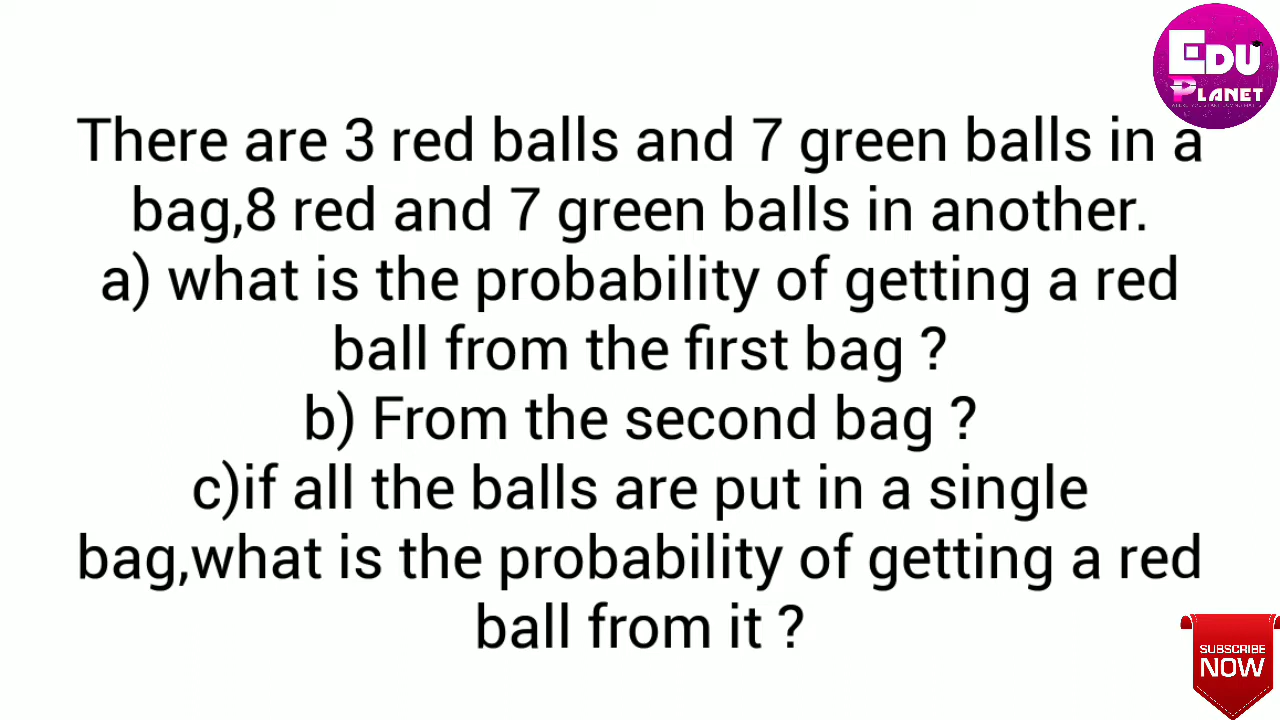 EDU
PLANET
There are 3 red balls and 7 green balls in a
bag,8 red and 7 green balls in another.
a) what is the probability of getting a red
ball from the first bag ?
b) From the second bag ?
c)if all the balls are put in a single
bag,what is the probability of getting a red
ball from it ?
SUBSCRIBE
NOW